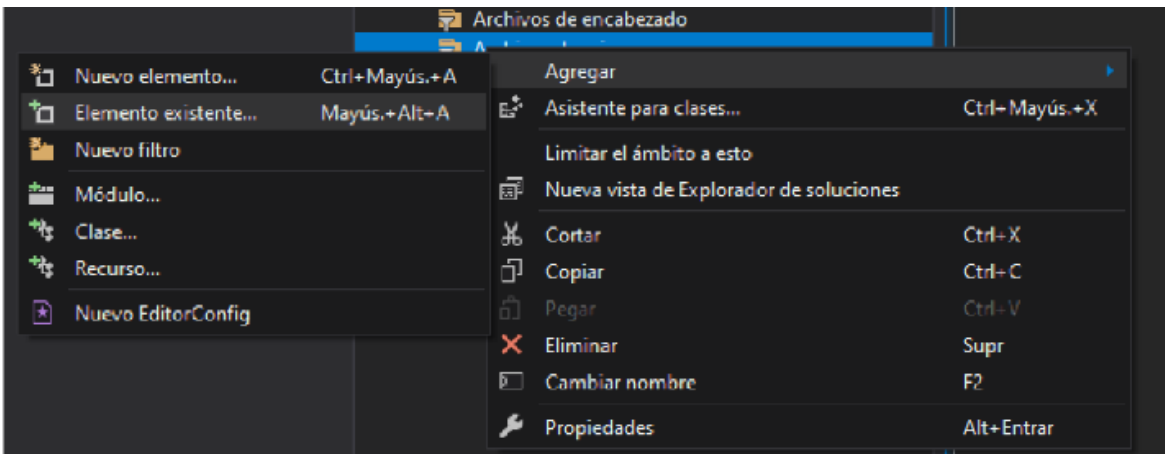 Archivos de encabezado
Nuevo elemento... Ctrl+Mayús.+A
Elemento existente... Mayús.+Alt+A
Nuevo filtro
Módulo...
Clase...
Recurso...
Nuevo EditorConfig
Agregar
Asistente para clases... Ctrl+Mayús.+X
Limitar el ámbito a esto
Nueva vista de Explorador de soluciones
Cortar Ctrl+X
Copiar Ctrl+C
Pegar Ctrl+V
Eliminar Supr
Cambiar nombre F2
Propiedades Alt+Entrar